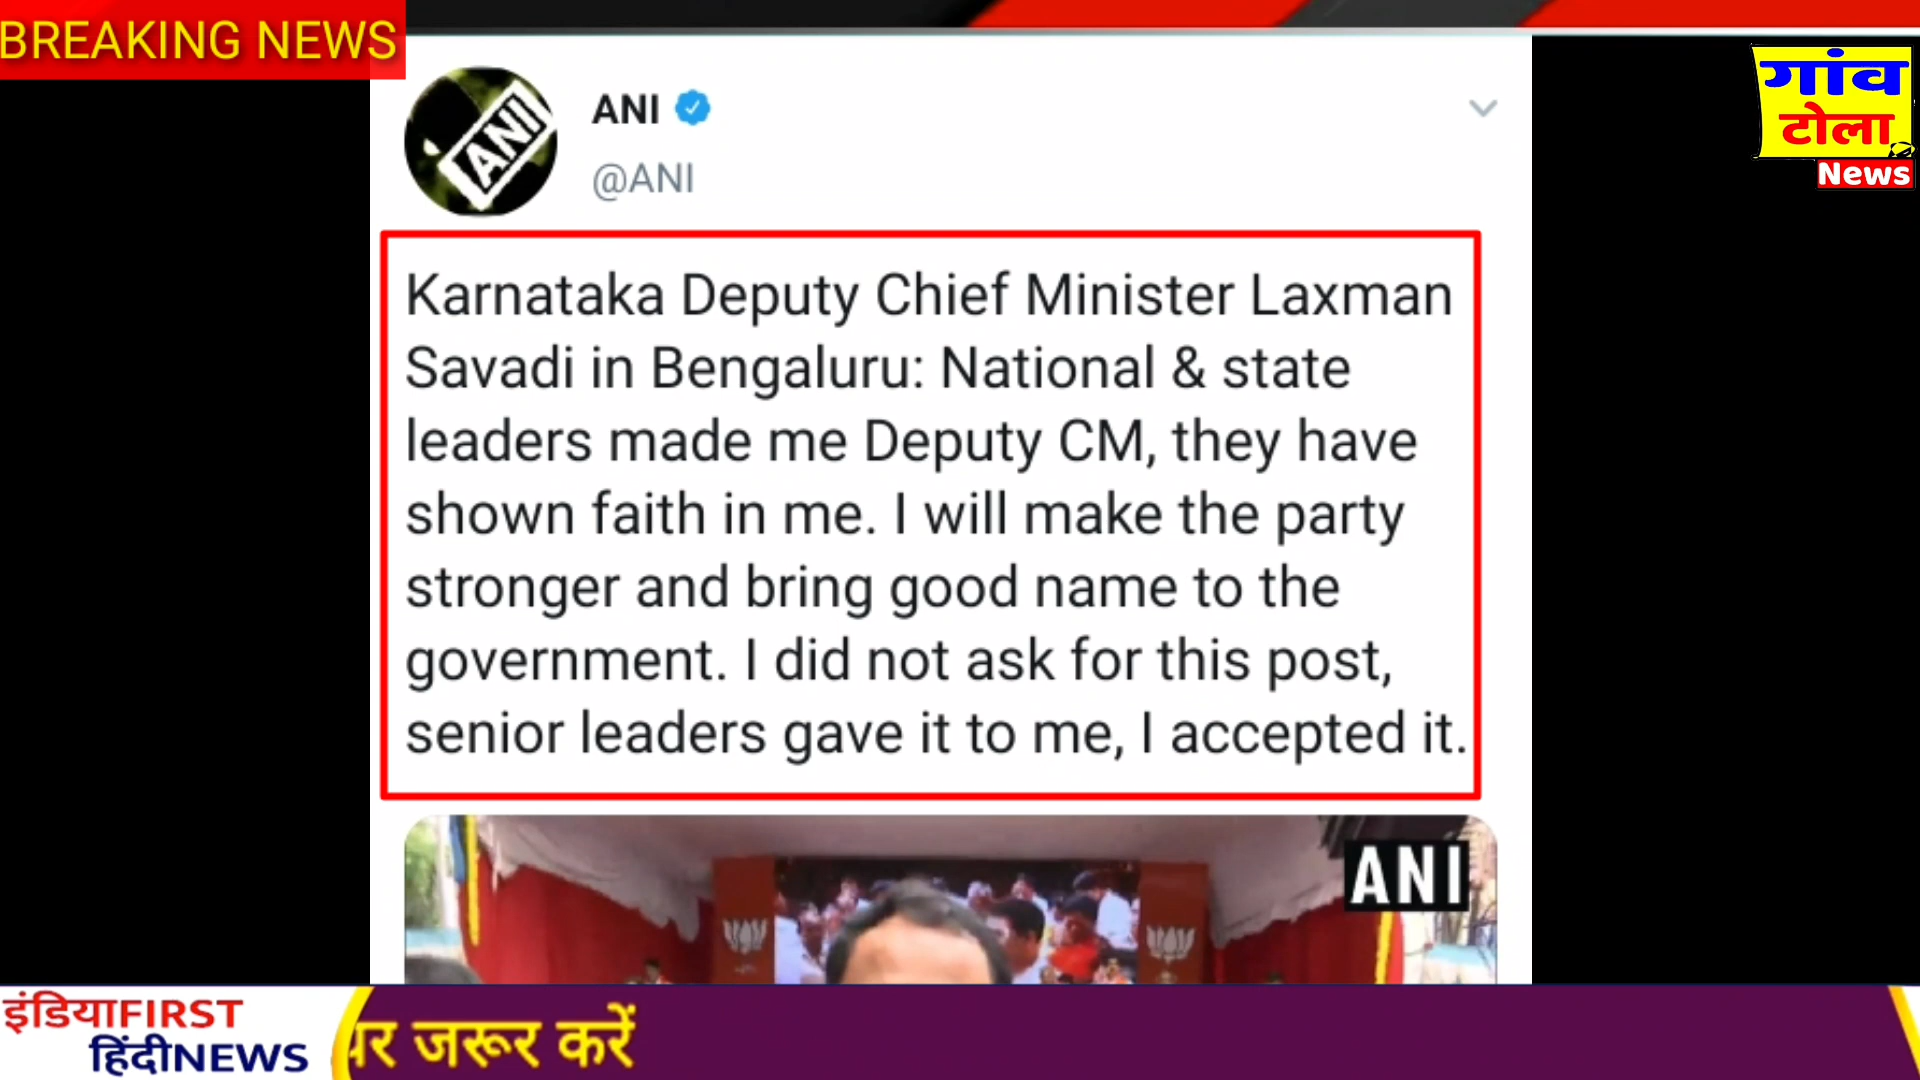 BREAKING NEWS
गांव
टोला
News
ANI
ANI
@ANI
Karnataka Deputy Chief Minister Laxman
Savadi in Bengaluru: National & state
leaders made me Deputy CM, they have
shown faith in me. I will make the party
stronger and bring good name to the
government. I did not ask for this post,
senior leaders gave it to me, I accepted it.
ANI
इंडियाFIRST
हिंदीNEWS
जरूर करें